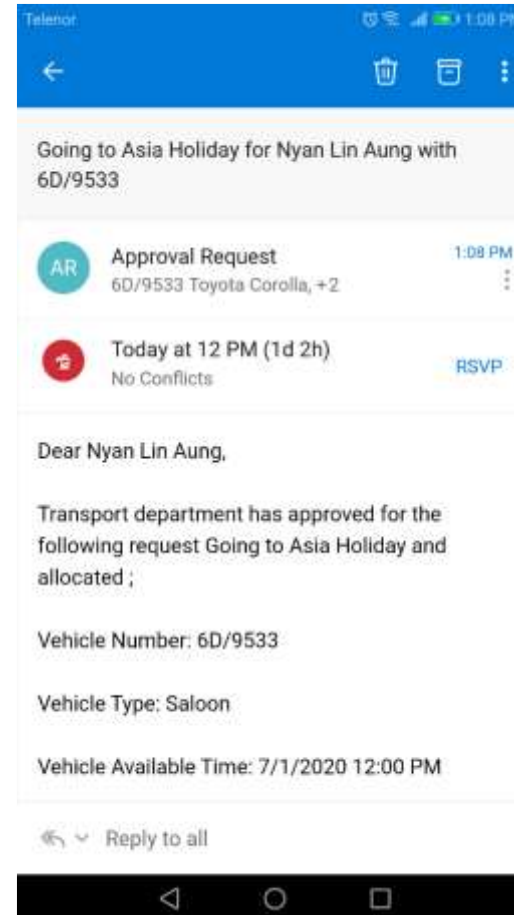 Telenor 1:08 PM
Going to Asia Holiday for Nyan Lin Aung with
6D/9533
AR
Approval Request
1:08 PM
6D/9533 Toyota Corolla, +2
Today at 12 PM (1d 2h)
No Conflicts
RSVP
Dear Nyan Lin Aung,
Transport department has approved for the
following request Going to Asia Holiday and
allocated ;
Vehicle Number: 6D/9533
Vehicle Type: Saloon
Vehicle Available Time: 7/1/2020 12:00 PM
Reply to all